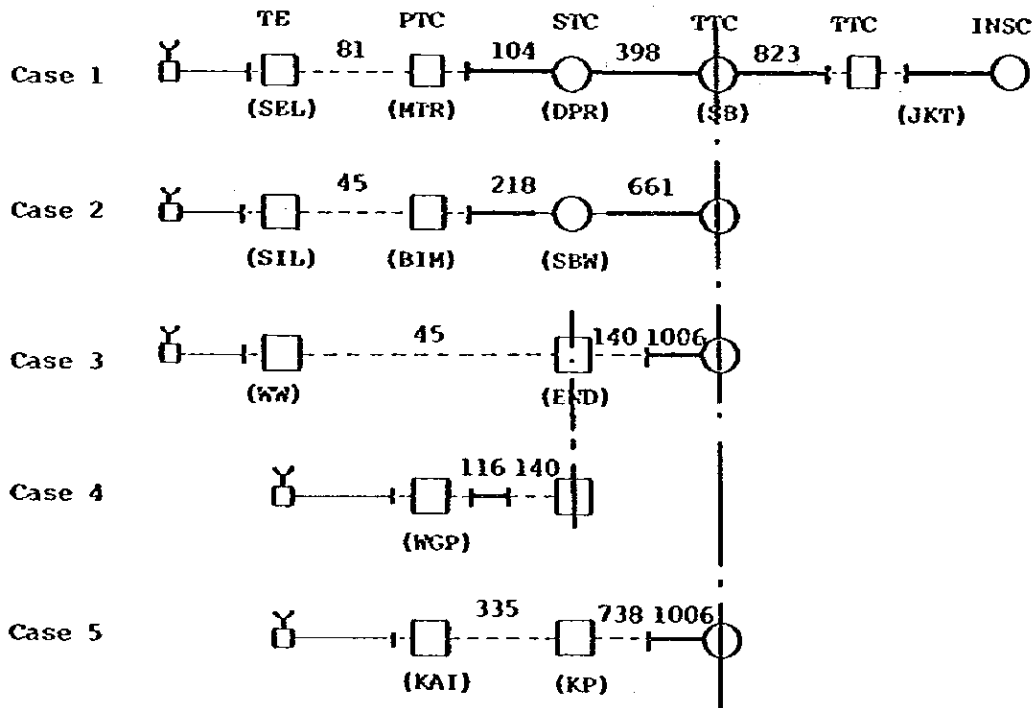 TE PTC STC TTC TTC INSC
Case 1 81 104 398 823
(SEL) (MTR) (DPR) (SB) (JKT)
Case 2 45 218 661
(SIL) (BIM) (SBW)
Case 3 45 140 1006
(WW) (END)
Case 4 116 140
(WGP)
Case 5 335 738 1006
(KAI) (KP)